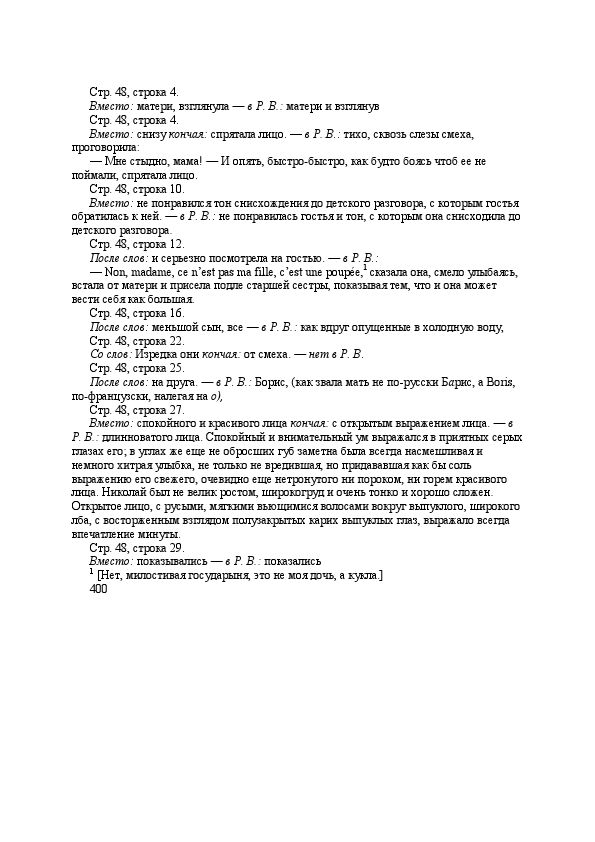 Стр. 48, строка 4.
Вместо: матери, взглянула — в Р. В.: матери и взглянув
Стр. 48, строка 4.
Вместо: снизу кончая: спрятала лицо. — в Р. В.: тихо, сквозь слезы смеха,
проговорила:
— Мне стыдно, мама! — И опять, быстро-быстро, как будто боясь чтоб ее не
поймали, спрятала лицо.
Стр. 48, строка 10.
Вместо: не понравился тон снисхождения до детского разговора, с которым гостья
обратилась к ней. — в Р. В.: не понравилась гостья и тон, с которым она снисходила до
детского разговора.
Стр. 48, строка 12.
После слов: и серьезно посмотрела на гостью. — в Р. В.:
— Non, madame, ce n’est pas ma fille, c’est une poupée,¹ сказала она, смело улыбаясь,
встала от матери и присела подле старшей сестры, показывая тем, что и она может
вести себя как большая.
Стр. 48, строка 16.
После слов: меньшой сын, все — в Р. В.: как вдруг опущенные в холодную воду,
Стр. 48, строка 22.
Со слов: Изредка они кончая: от смеха. — нет в Р. В.
Стр. 48, строка 25.
После слов: на друга. — в Р. В.: Борис, (как звала мать не по-русски Барис, а Boris,
по-французски, налегая на о),
Стр. 48, строка 27.
Вместо: спокойного и красивого лица кончая: с открытым выражением лица. — в
Р. В.: длинноватого лица. Спокойный и внимательный ум выражался в приятных серых
глазах его; в углах же еще не обросших губ заметна была всегда насмешливая и
немного хитрая улыбка, не только не вредившая, но придававшая как бы соль
выражению его свежего, очевидно еще нетронутого ни пороком, ни горем красивого
лица. Николай был не велик ростом, широкогруд и очень тонко и хорошо сложен.
Открытое лицо, с русыми, мягкими вьющимися волосами вокруг выпуклого, широкого
лба, с восторженным взглядом полузакрытых карих выпуклых глаз, выражало всегда
впечатление минуты.
Стр. 48, строка 29.
Вместо: показывались — в Р. В.: показались
¹ [Нет, милостивая государыня, это не моя дочь, а кукла.]
400